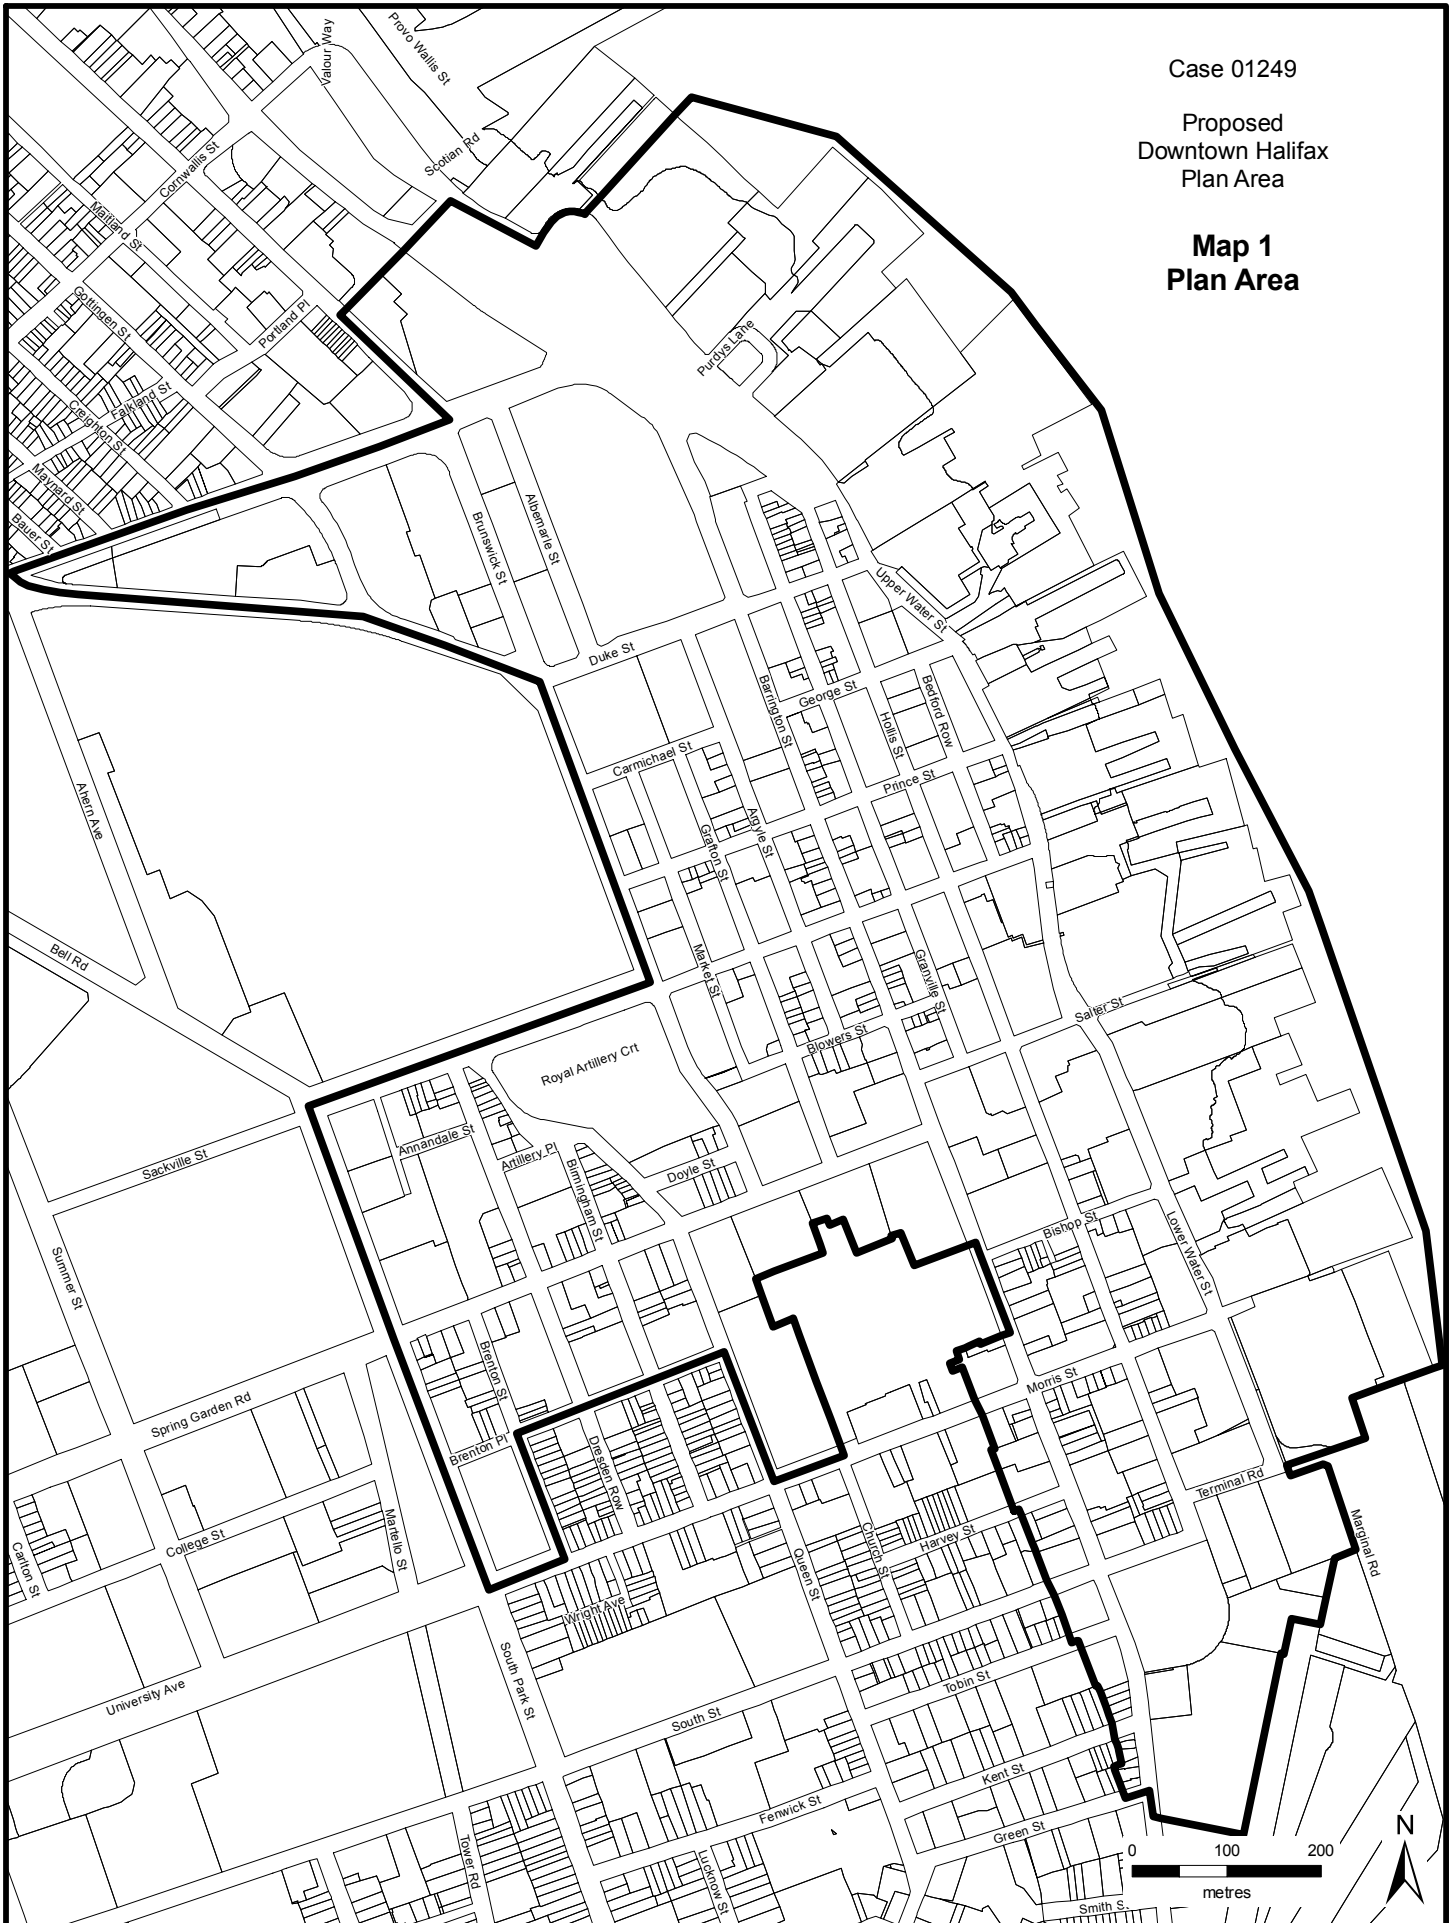 Case 01249
Proposed
Downtown Halifax
Plan Area
Map 1
Plan Area
Valour Way
Provo Wallis St
Scotian Rd
Cornwallis St
Maitland St
Gottingen St
Portland Pl
Falkland St
Creighton St
Maynard St
Bauer St
Purdys Lane
Albemarle St
Brunswick St
Upper Water St
Duke St
Barrington St
George St
Bedford Row
Hollis St
Carmichael St
Prince St
Ahern Ave
Argyle St
Grafton St
Bell Rd
Market St
Granville St
Salter St
Blowers St
Royal Artillery Crt
Annandale St
Artillery Pl
Birmingham St
Doyle St
Sackville St
Bishop St
Lower Water St
Summer St
Brenton St
Morris St
Spring Garden Rd
Brenton Pl
Dresden Row
Terminal Rd
Marginal Rd
Martello St
College St
Carlton St
Queen St
Church St
Harvey St
Wright Ave
South Park St
Tobin St
University Ave
South St
Kent St
Fenwick St
Green St
Tower Rd
Lucknow St
Smith S
0 100 200
metres
N